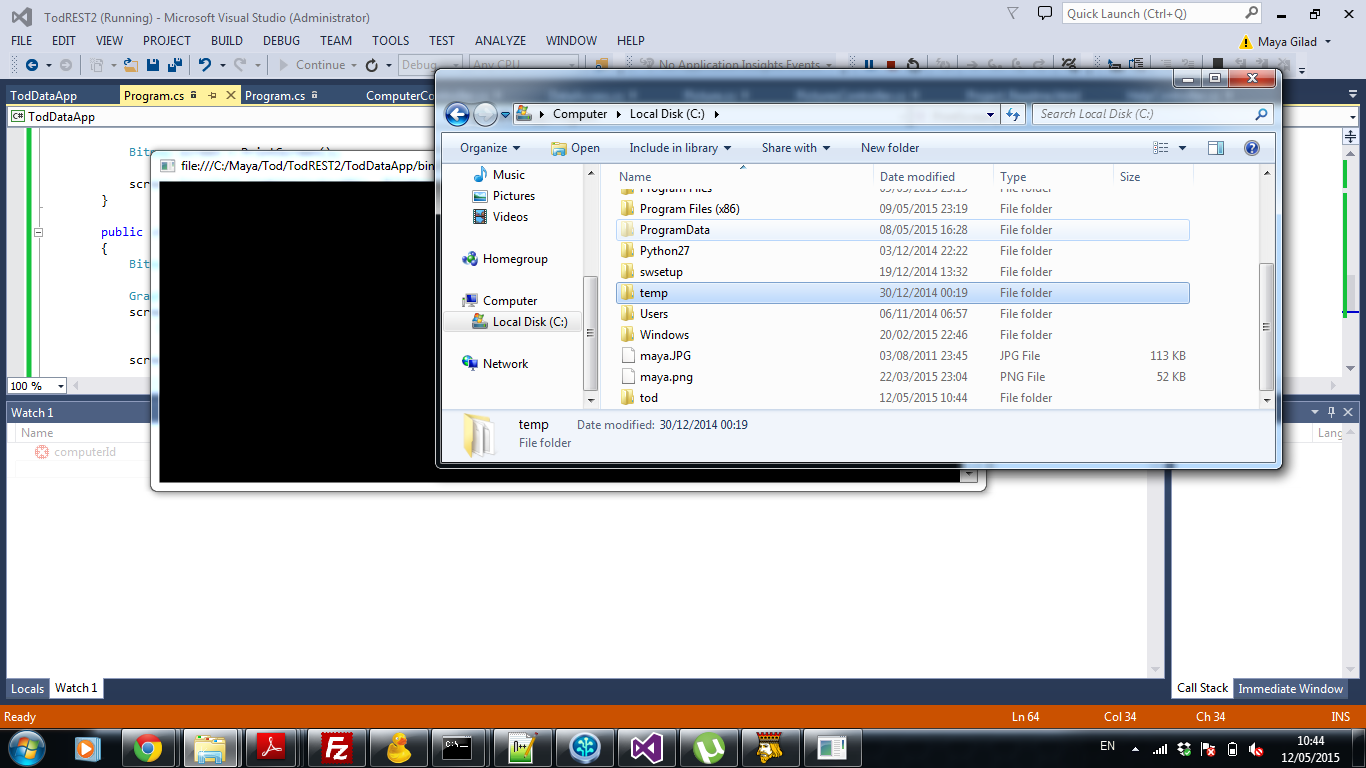 TodREST2 (Running) - Microsoft Visual Studio (Administrator)
Quick Launch (Ctrl+Q)
FILE EDIT VIEW PROJECT BUILD DEBUG TEAM TOOLS TEST ANALYZE WINDOW HELP
Maya Gilad
Continue Debug Any CPU No Application Insights Events
TodDataApp Program.cs Program.cs
TodDataApp
file:///C:/Maya/Tod/TodREST2/TodDataApp/bin
}
public
{
100 %
Computer Local Disk (C:)
Search Local Disk (C:)
Organize Open Include in library Share with New folder
Music
Pictures
Videos
Homegroup
Computer
Local Disk (C:)
Network
Name Date modified Type Size
Program Files 09/05/2015 23:19 File folder
Program Files (x86) 09/05/2015 23:19 File folder
ProgramData 08/05/2015 16:28 File folder
Python27 03/12/2014 22:22 File folder
swsetup 19/12/2014 13:32 File folder
temp 30/12/2014 00:19 File folder
Users 06/11/2014 06:57 File folder
Windows 20/02/2015 22:46 File folder
maya.JPG 03/08/2011 23:45 JPG File 113 KB
maya.png 22/03/2015 23:04 PNG File 52 KB
tod 12/05/2015 10:44 File folder
temp Date modified: 30/12/2014 00:19
File folder
Watch 1
Name
computerId
Lang
Locals Watch 1
Call Stack Immediate Window
Ready Ln 64 Col 34 Ch 34 INS
EN
10:44
12/05/2015